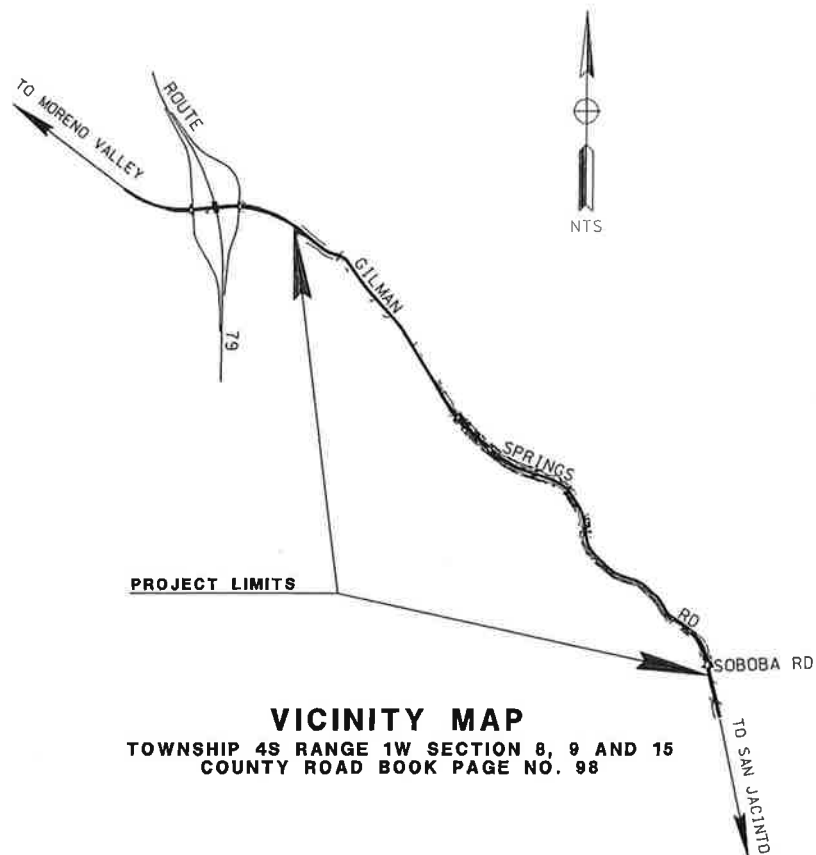 TO MORENO VALLEY
ROUTE
79
NTS
GILMAN
SPRINGS
RD
PROJECT LIMITS
SOBOBA RD
VICINITY MAP
TOWNSHIP 4S RANGE 1W SECTION 8, 9 AND 15
COUNTY ROAD BOOK PAGE NO. 98
TO SAN JACINTO